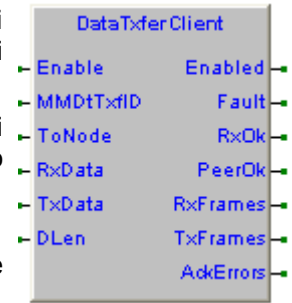 DataTxferClient
Enable Enabled
MMDtTxfID Fault
ToNode RxOk
RxData PeerOk
TxData RxFrames
DLen TxFrames
AckErrors